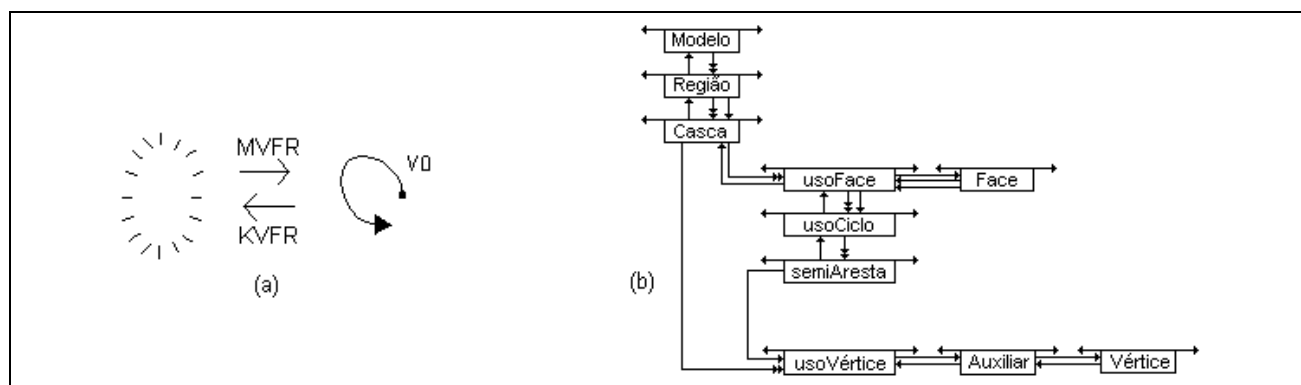 MVFR
KVFR
V0
(a)
Modelo
Região
Casca
usoFace
Face
usoCiclo
semiAresta
(b)
usoVértice
Auxiliar
Vértice